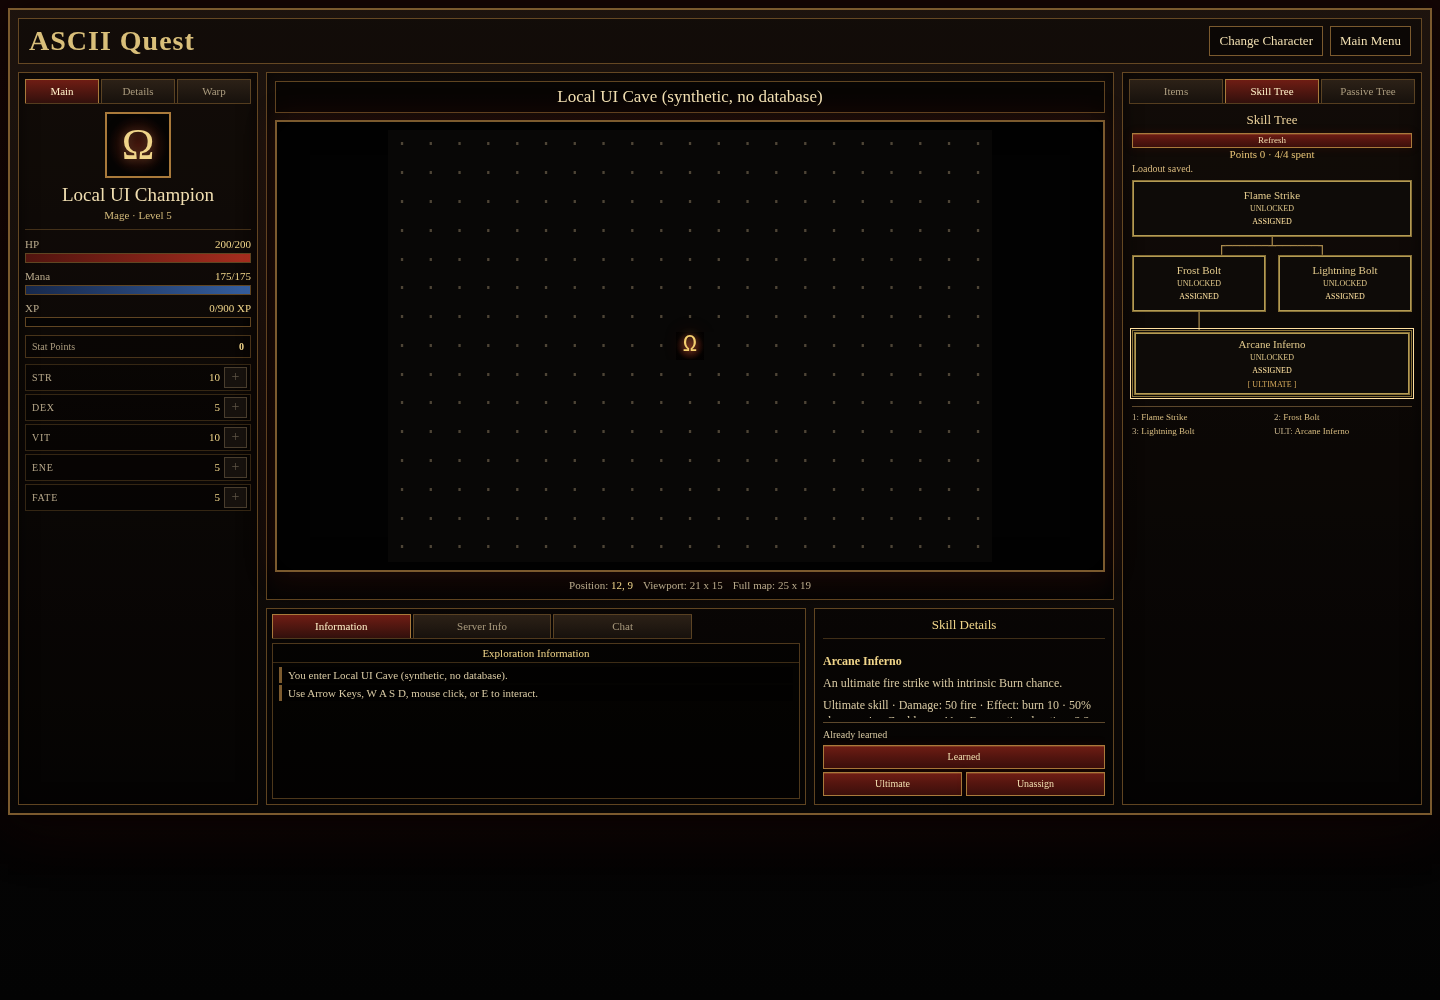 ASCII Quest
Change Character
Main Menu
Main
Details
Warp
Ω
Local UI Champion
Mage · Level 5
HP 200/200
Mana 175/175
XP 0/900 XP
Stat Points 0
STR 10 +
DEX 5 +
VIT 10 +
ENE 5 +
FATE 5 +
Local UI Cave (synthetic, no database)
Ω
Position: 12, 9 Viewport: 21 x 15 Full map: 25 x 19
Information
Server Info
Chat
Exploration Information
You enter Local UI Cave (synthetic, no database).
Use Arrow Keys, W A S D, mouse click, or E to interact.
Skill Details
Arcane Inferno
An ultimate fire strike with intrinsic Burn chance.
Ultimate skill · Damage: 50 fire · Effect: burn 10 · 50%
Already learned
Learned
Ultimate
Unassign
Items
Skill Tree
Passive Tree
Skill Tree
Refresh
Points 0 · 4/4 spent
Loadout saved.
Flame Strike
UNLOCKED
ASSIGNED
Frost Bolt
UNLOCKED
ASSIGNED
Lightning Bolt
UNLOCKED
ASSIGNED
Arcane Inferno
UNLOCKED
ASSIGNED
[ ULTIMATE ]
1: Flame Strike
2: Frost Bolt
3: Lightning Bolt
ULT: Arcane Inferno